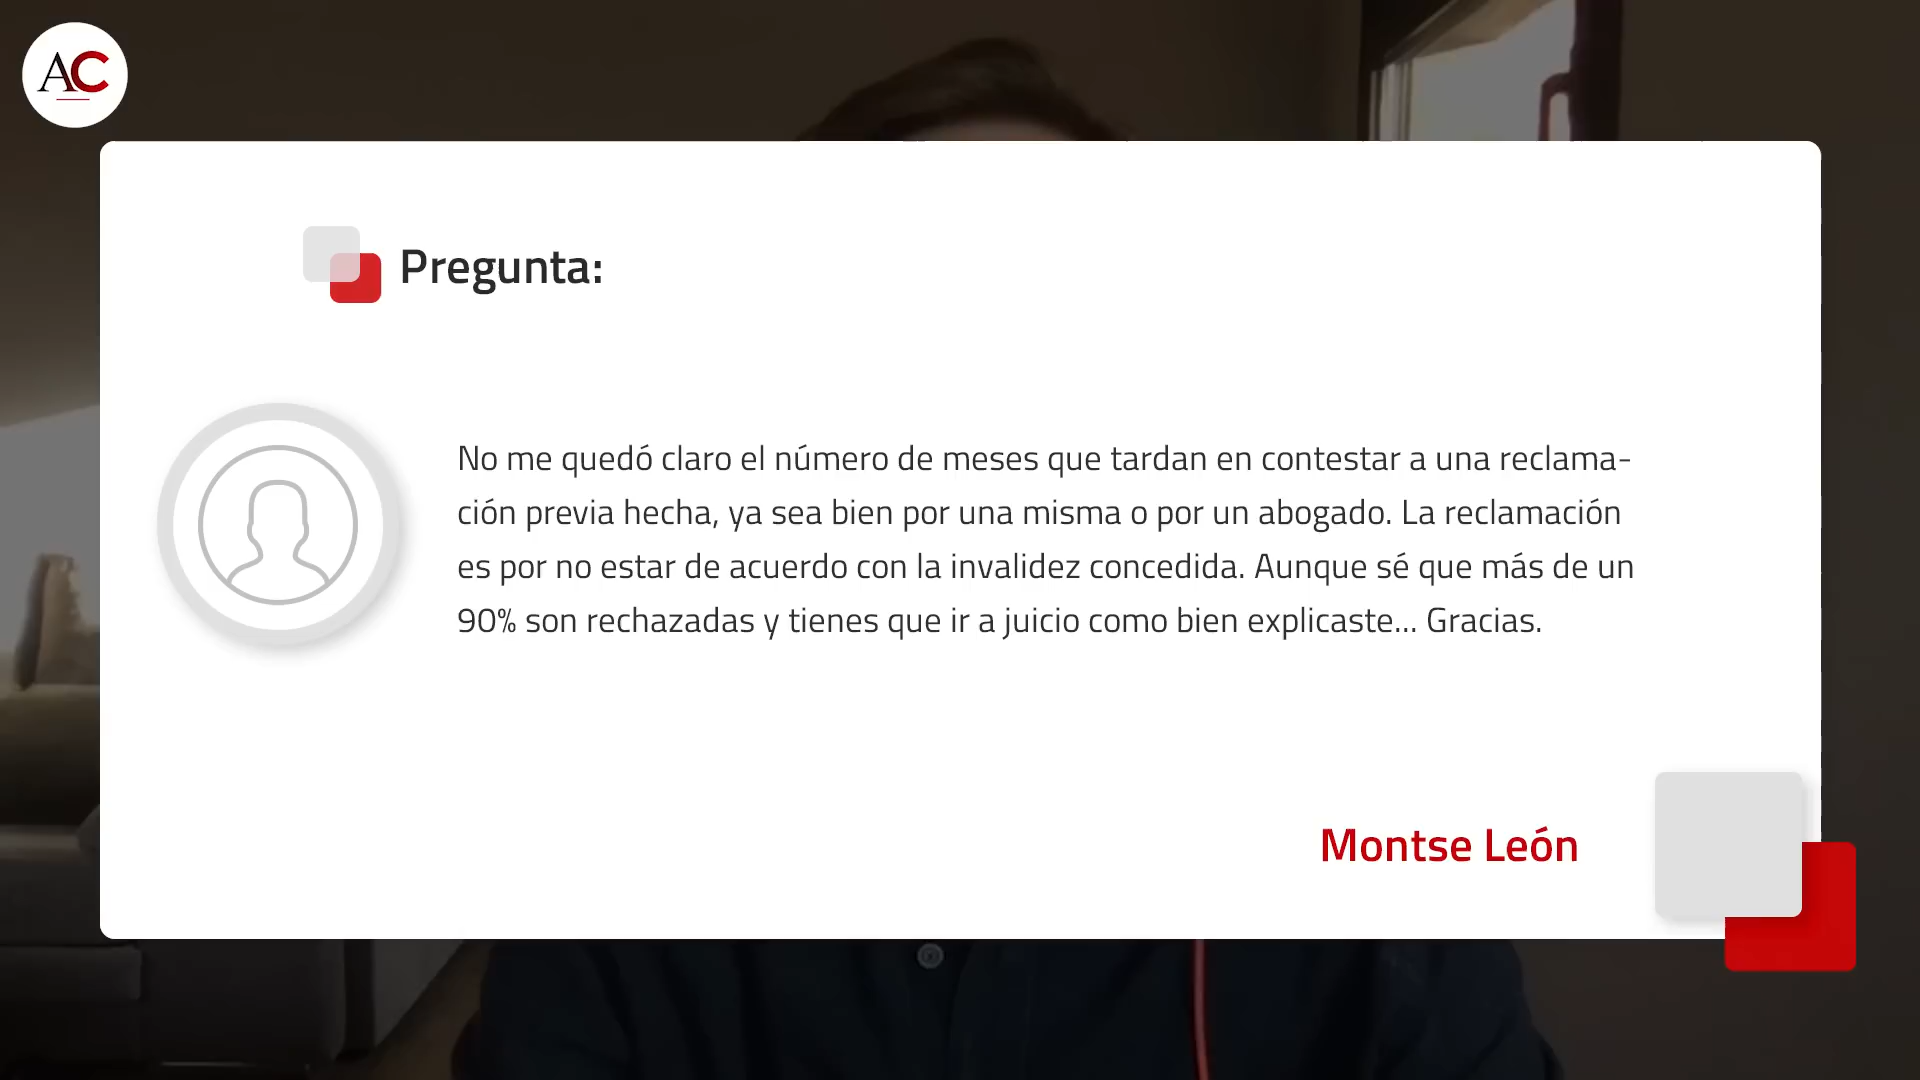 AC
Pregunta:
No me quedó claro el número de meses que tardan en contestar a una reclama-
ción previa hecha, ya sea bien por una misma o por un abogado. La reclamación
es por no estar de acuerdo con la invalidez concedida. Aunque sé que más de un
90% son rechazadas y tienes que ir a juicio como bien explicaste... Gracias.
Montse León